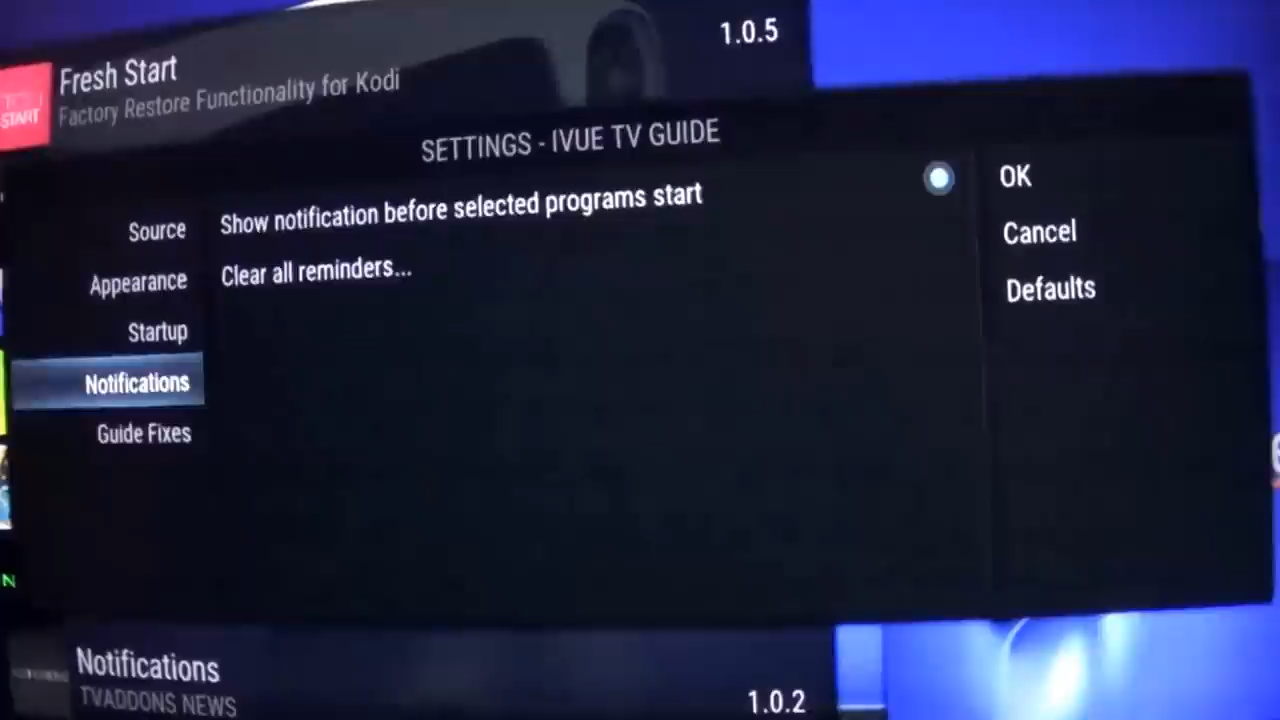 1.0.5
Fresh Start
Factory Restore Functionality for Kodi
START
SETTINGS - IVUE TV GUIDE
Source
Appearance
Startup
Notifications
Guide Fixes
Show notification before selected programs start
Clear all reminders...
OK
Cancel
Defaults
N
Notifications
TVADDONS NEWS
1.0.2